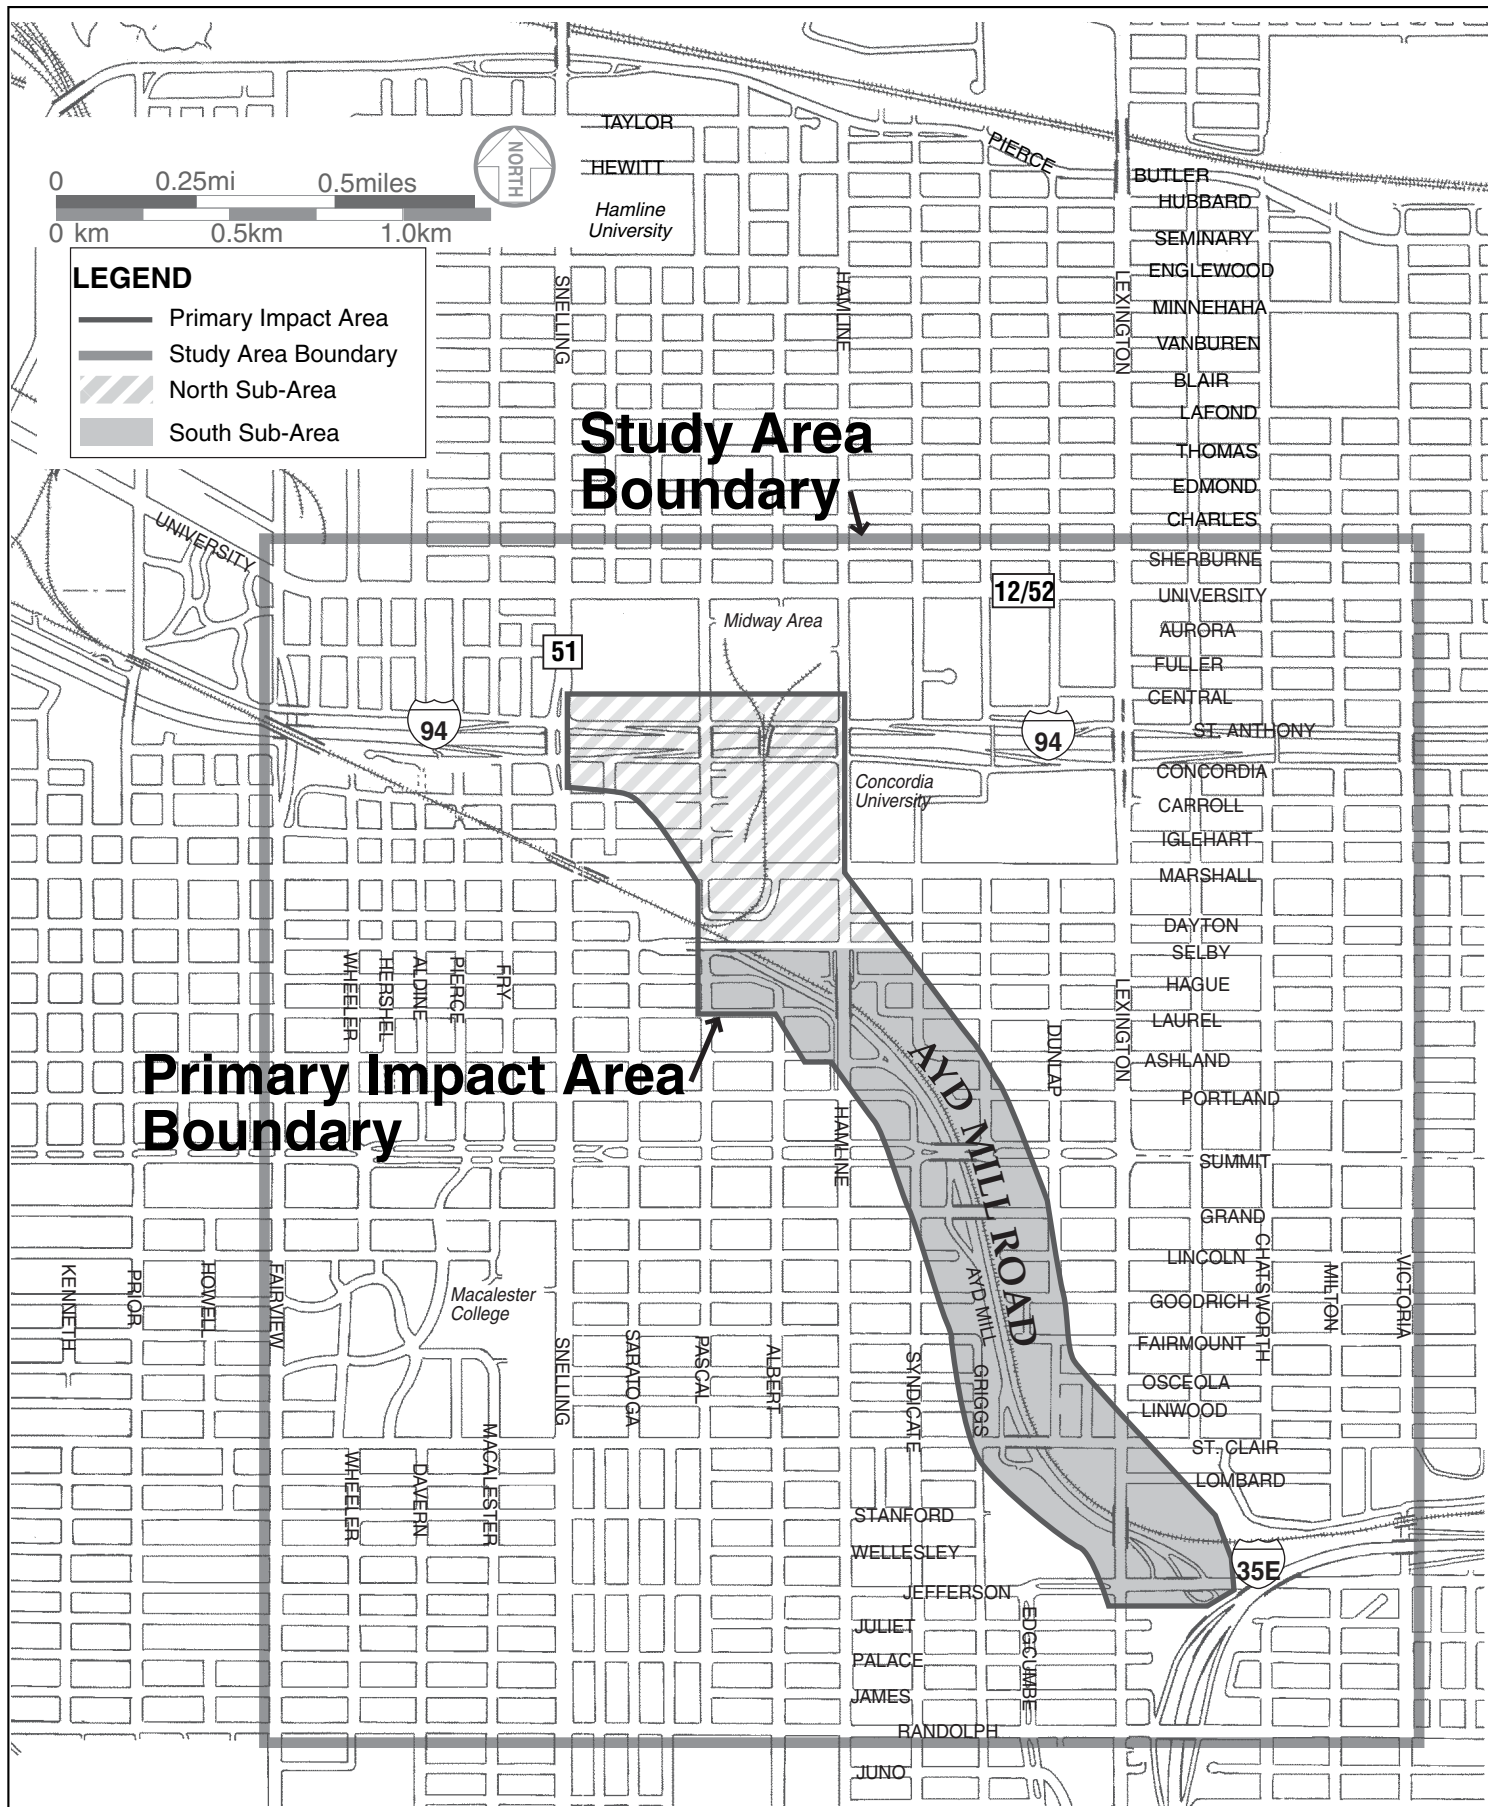 TAYLOR
PIERCE
HEWITT
NORTH
BUTLER
0 0.25mi 0.5miles
HUBBARD
Hamline
University
0 km 0.5km 1.0km
SEMINARY
LEGEND
Primary Impact Area
Study Area Boundary
North Sub-Area
South Sub-Area
SNELLING
HAMLINE
LEXINGTON
ENGLEWOOD
MINNEHAHA
VANBUREN
BLAIR
LAFOND
THOMAS
EDMOND
CHARLES
Study Area
Boundary
UNIVERSITY
SHERBURNE
12/52
UNIVERSITY
Midway Area
AURORA
51
FULLER
CENTRAL
94
94
ST. ANTHONY
CONCORDIA
Concordia
University
CARROLL
IGLEHART
MARSHALL
DAYTON
SELBY
HAGUE
LAUREL
ASHLAND
PORTLAND
WHEELER
HERSHEL
ALDINE
PIERCE
FRY
DUNLAP
LEXINGTON
Primary Impact Area
Boundary
AYD MILL ROAD
HAMLINE
SUMMIT
GRAND
LINCOLN
GOODRICH
FAIRMOUNT
OSCEOLA
LINWOOD
ST. CLAIR
LOMBARD
CHATSWORTH
MILTON
VICTORIA
KENNETH
PRIOR
HOWELL
FAIRVIEW
Macalester
College
AYD MILL
SNELLING
SARATOGA
PASCAL
ALBERT
SYNDICATE
GRIGGS
WHEELER
DAVERN
MACALESTER
STANFORD
WELLESLEY
35E
JEFFERSON
EDGCUMBE
JULIET
PALACE
JAMES
RANDOLPH
JUNO